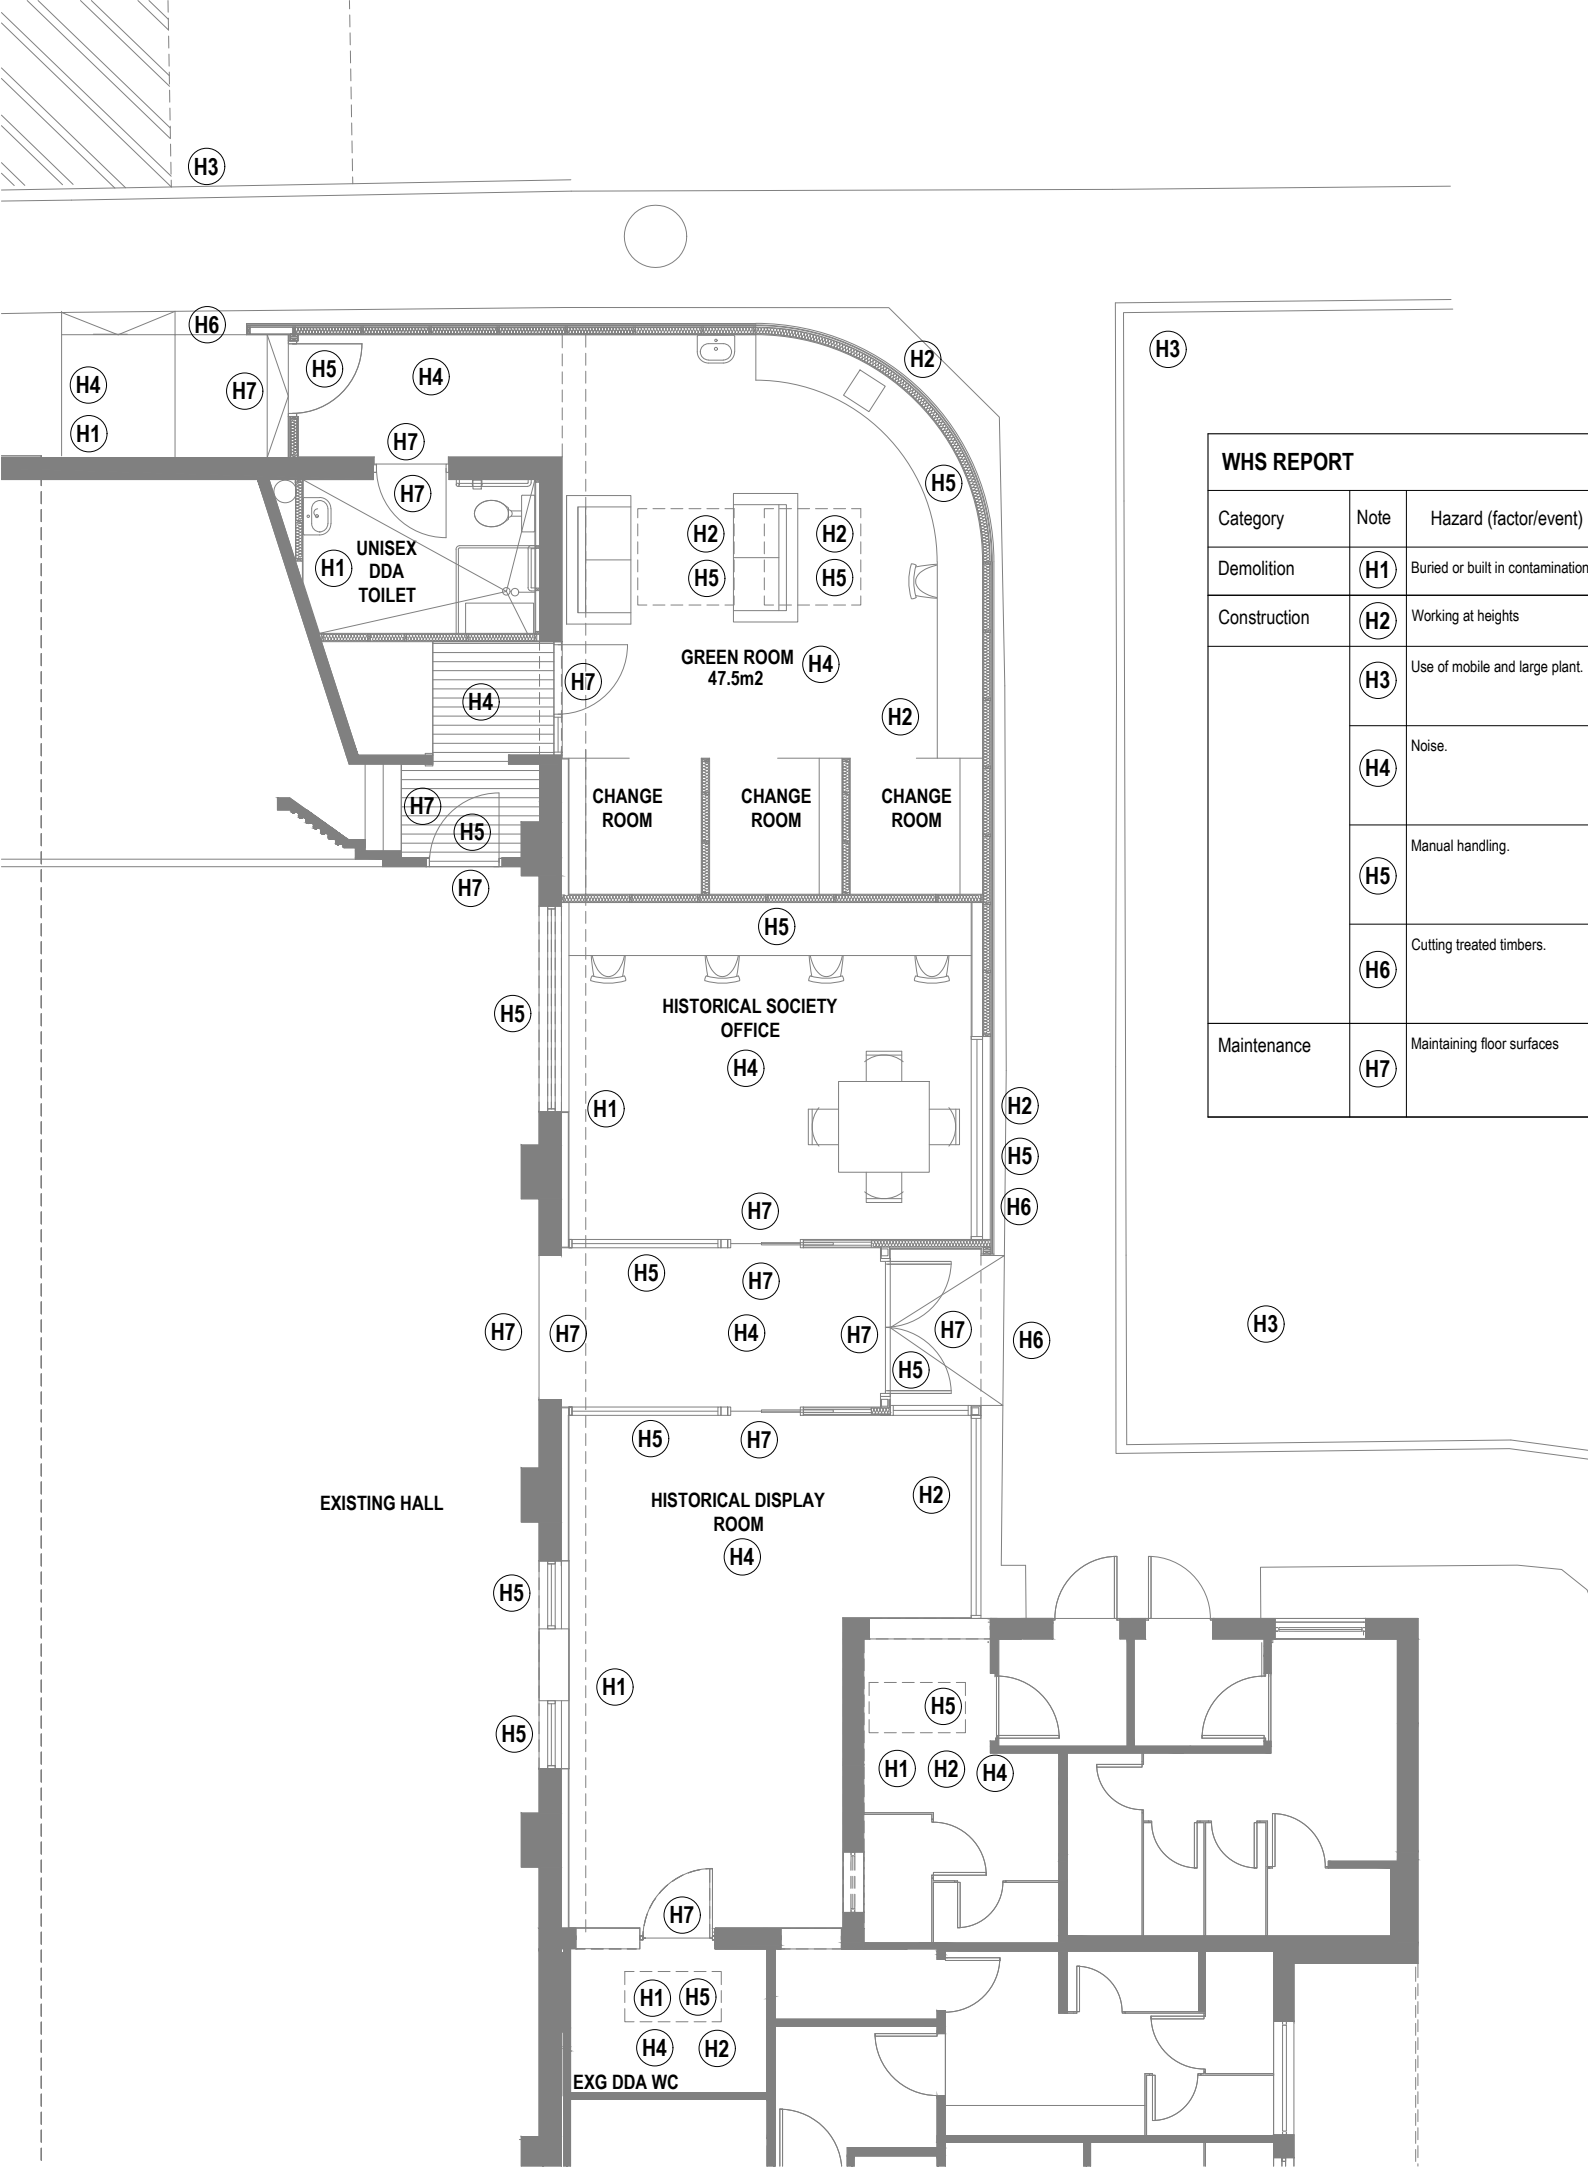 H3
H6
H5
H4
H7
H4
H1
H7
H7
H1
UNISEX
DDA
TOILET
H2
H5
H2
H5
H2
H5
GREEN ROOM
47.5m2
H4
H2
H4
H7
H7
H5
H7
CHANGE
ROOM
CHANGE
ROOM
CHANGE
ROOM
H5
H5
HISTORICAL SOCIETY
OFFICE
H4
H1
H2
H5
H6
H7
H5
H7
H7
H7
H4
H7
H7
H5
H6
H5
H7
EXISTING HALL
HISTORICAL DISPLAY
ROOM
H4
H2
H5
H1
H5
H5
H1
H2
H4
H7
H1
H5
H4
H2
EXG DDA WC
H3
H3
WHS REPORT
Category Note Hazard (factor/event)
Demolition H1 Buried or built in contamination
Construction H2 Working at heights
H3 Use of mobile and large plant.
H4 Noise.
H5 Manual handling.
H6 Cutting treated timbers.
Maintenance H7 Maintaining floor surfaces